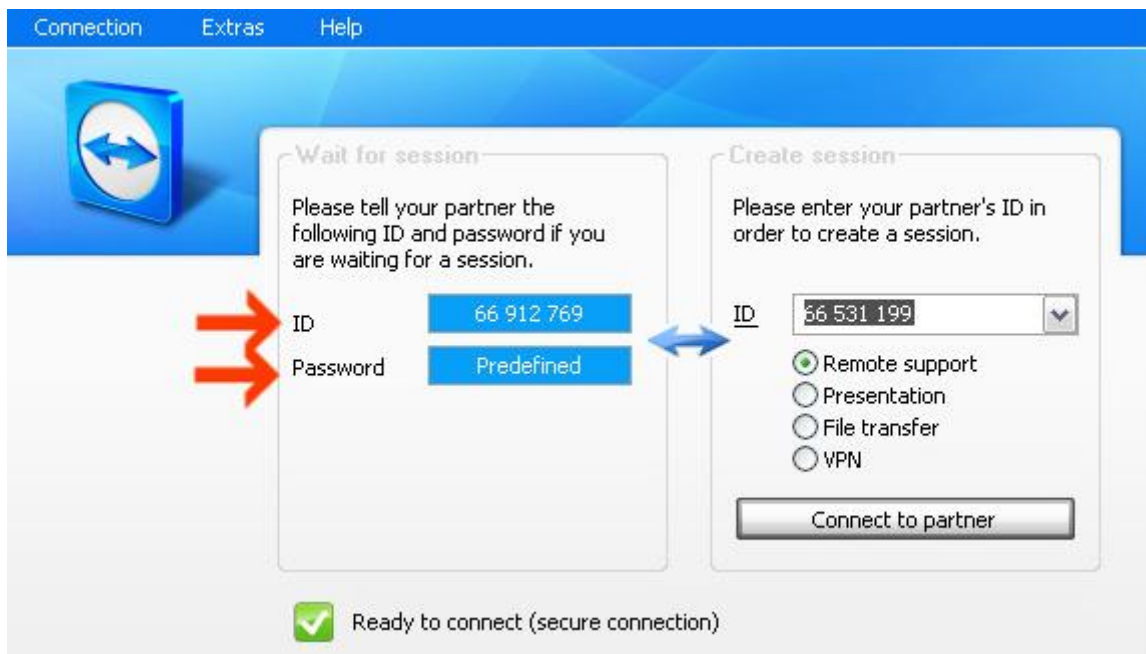 Connection Extras Help
Wait for session
Please tell your partner the
following ID and password if you
are waiting for a session.
ID 66 912 769
Password Predefined
Create session
Please enter your partner's ID in
order to create a session.
ID 66 531 199
Remote support
Presentation
File transfer
VPN
Connect to partner
Ready to connect (secure connection)